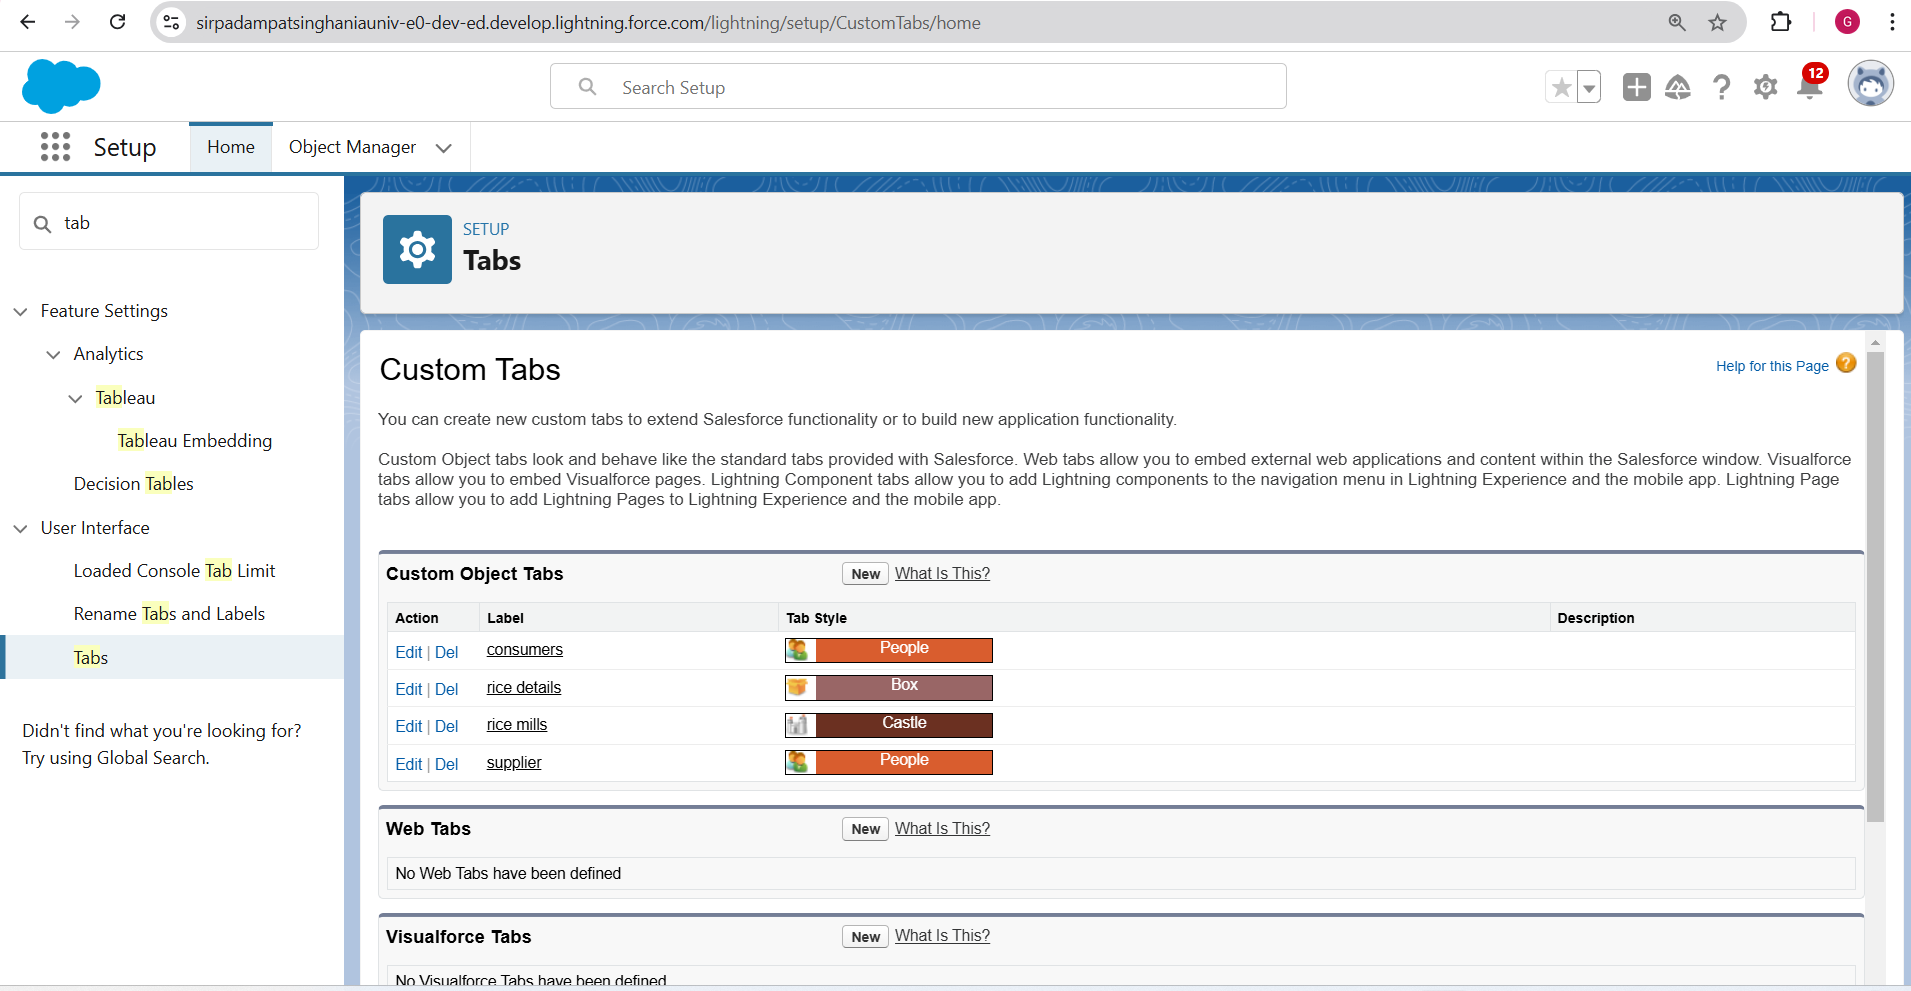 sirpadampatsinghaniauniv-e0-dev-ed.develop.lightning.force.com/lightning/setup/CustomTabs/home
G
Search Setup
12
Setup
Home
Object Manager
tab
Feature Settings
Analytics
Tableau
Tableau Embedding
Decision Tables
User Interface
Loaded Console Tab Limit
Rename Tabs and Labels
Tabs
Didn't find what you're looking for?
Try using Global Search.
SETUP
Tabs
Custom Tabs
Help for this Page
You can create new custom tabs to extend Salesforce functionality or to build new application functionality.
Custom Object tabs look and behave like the standard tabs provided with Salesforce. Web tabs allow you to embed external web applications and content within the Salesforce window. Visualforce
tabs allow you to embed Visualforce pages. Lightning Component tabs allow you to add Lightning components to the navigation menu in Lightning Experience and the mobile app. Lightning Page
tabs allow you to add Lightning Pages to Lightning Experience and the mobile app.
Custom Object Tabs New What Is This?
Action Label Tab Style Description
Edit | Del consumers People
Edit | Del rice details Box
Edit | Del rice mills Castle
Edit | Del supplier People
Web Tabs New What Is This?
No Web Tabs have been defined
Visualforce Tabs New What Is This?
No Visualforce Tabs have been defined